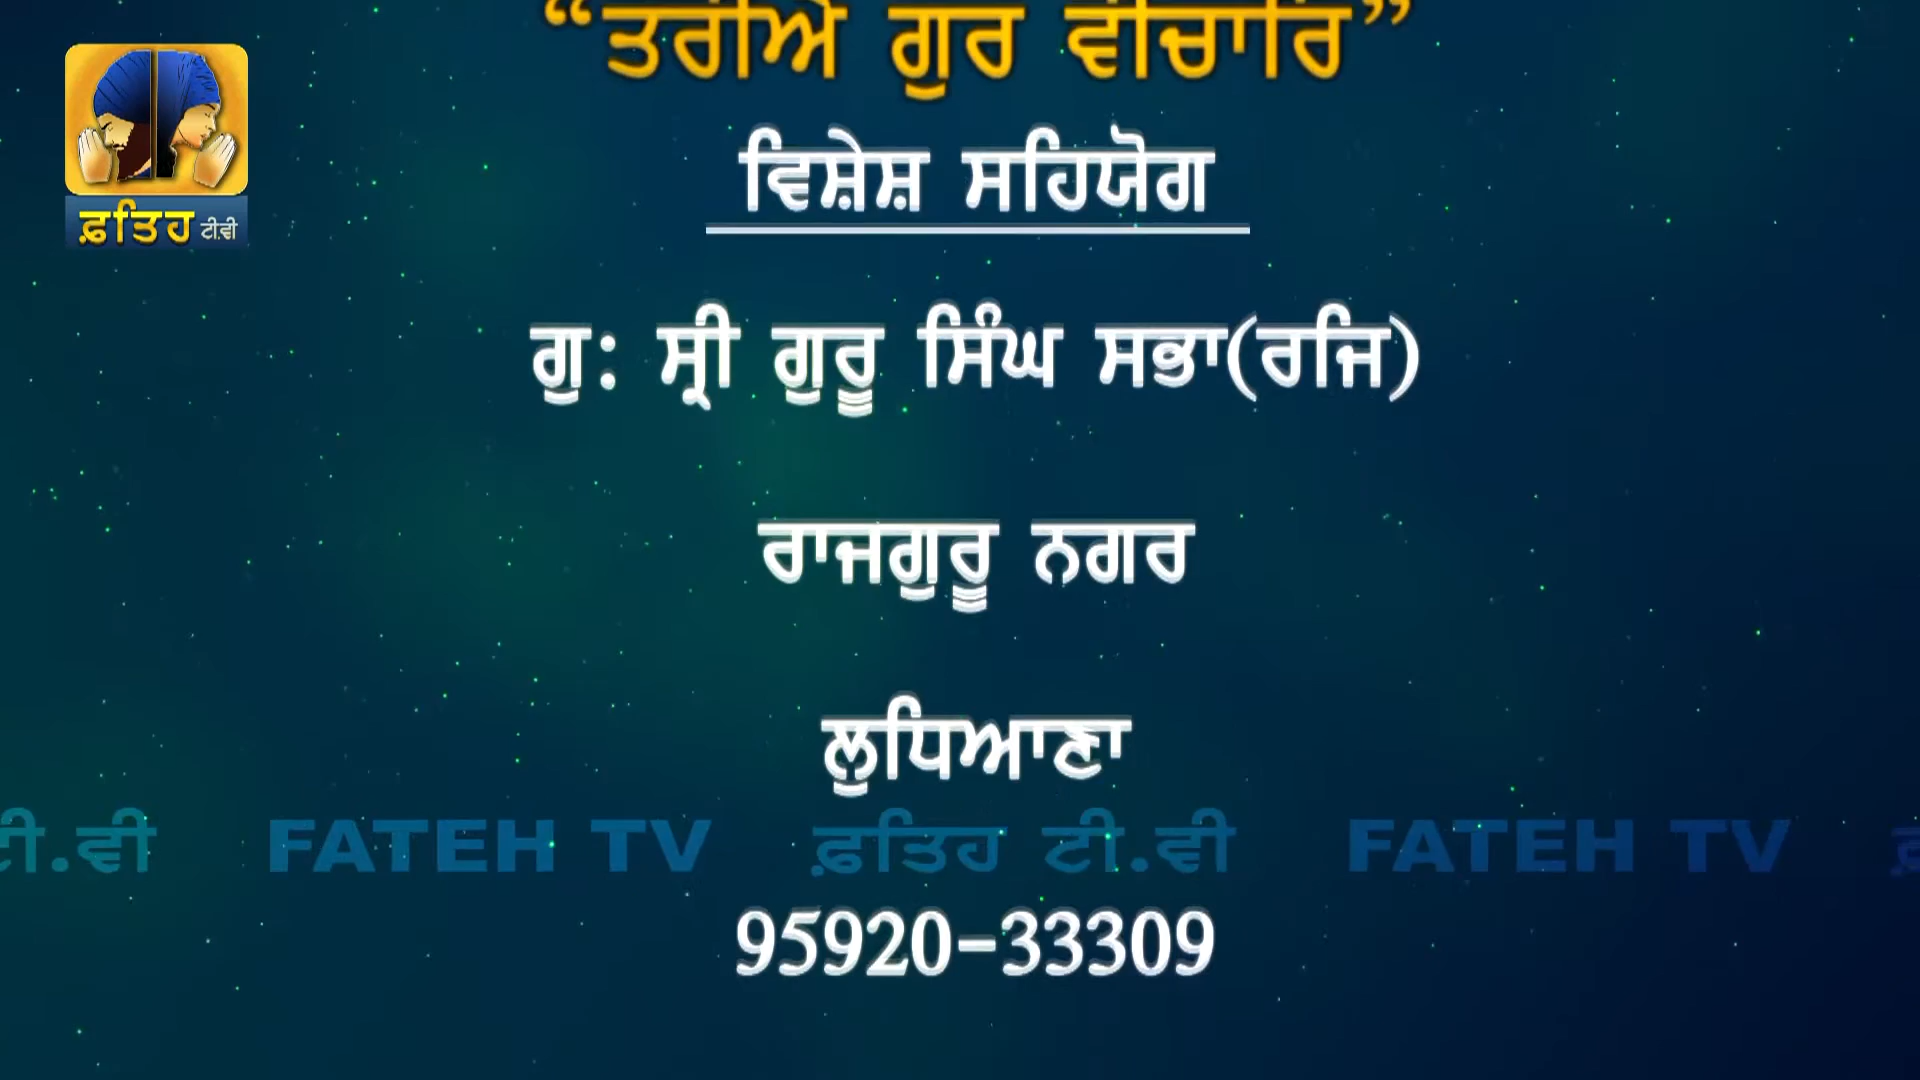 “ਤਰੀਐ ਗੁਰ ਵੀਚਾਰਿ”
ਵਿਸ਼ੇਸ਼ ਸਹਿਯੋਗ
ਫ਼ਤਿਹ ਟੀ.ਵੀ
ਗੁ: ਸ੍ਰੀ ਗੁਰੂ ਸਿੰਘ ਸਭਾ(ਰਜਿ)
ਰਾਜਗੁਰੂ ਨਗਰ
ਲੁਧਿਆਣਾ
ਟੀ.ਵੀ FATEH TV ਫ਼ਤਿਹ ਟੀ.ਵੀ FATEH TV
95920-33309